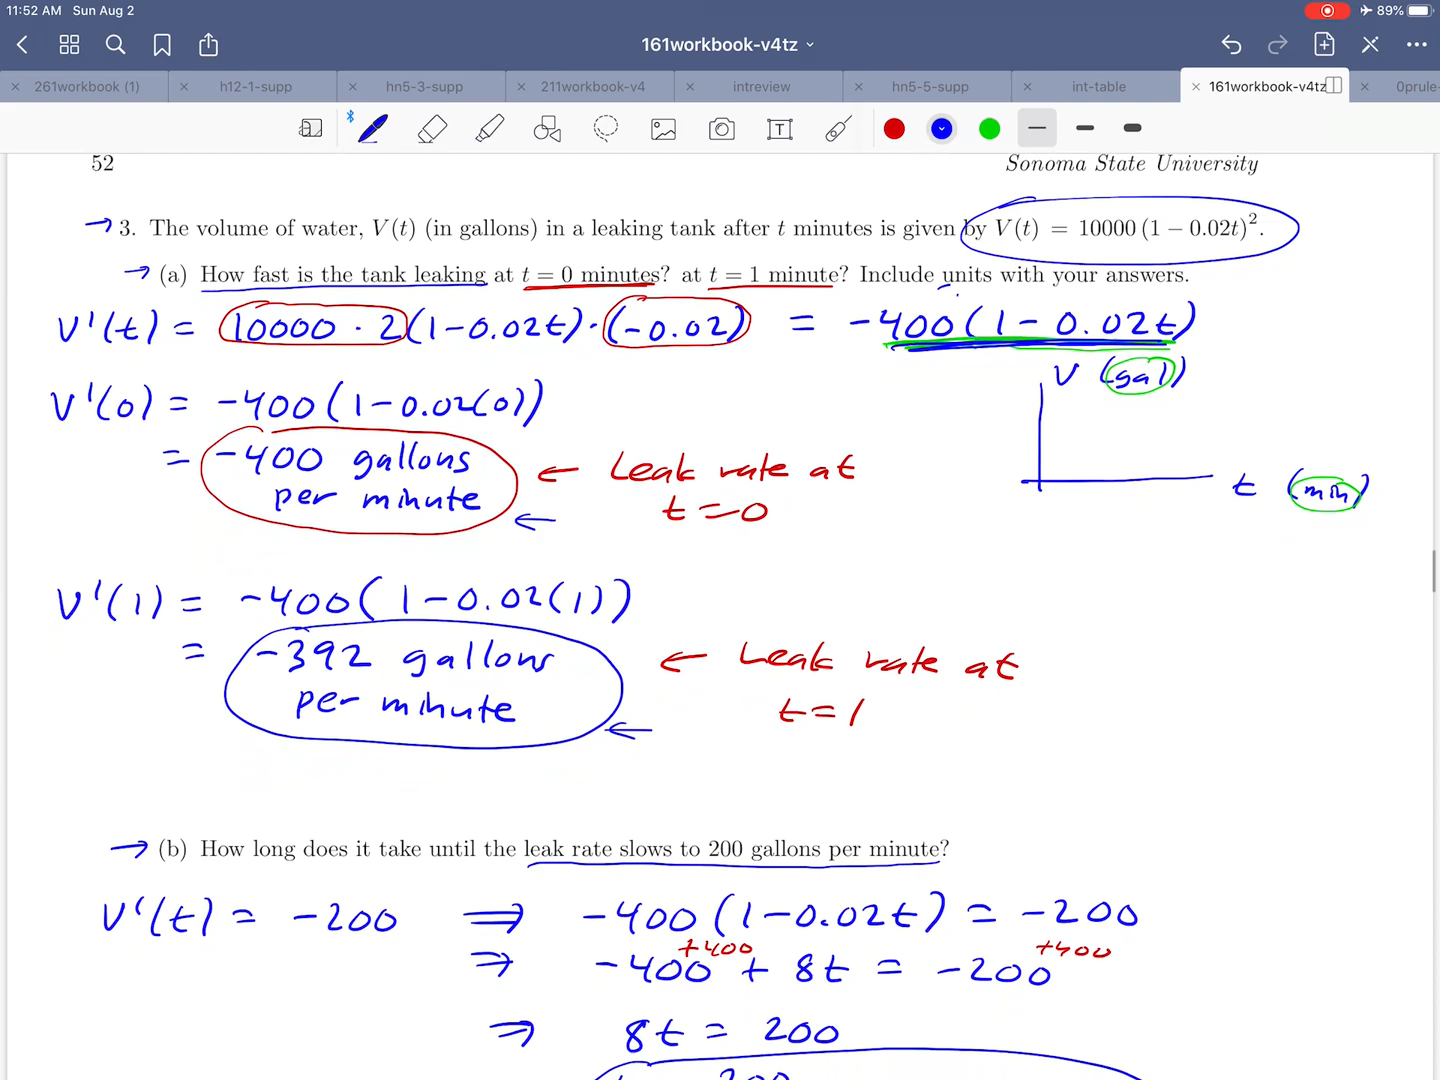 11:52 AM Sun Aug 2
89%
161workbook-v4tz
261workbook (1)
h12-1-supp
hn5-3-supp
211workbook-v4
intreview
hn5-5-supp
int-table
161workbook-v4tz
0prule-
T
52
Sonoma State University
→ 3. The volume of water, V(t) (in gallons) in a leaking tank after t minutes is given by V(t) = 10000 (1 − 0.02t)².
→ (a) How fast is the tank leaking at t = 0 minutes? at t = 1 minute? Include units with your answers.
V'(t) = 10000 · 2(1-0.02t)·(-0.02) = -400(1-0.02t)
V (gal)
V'(0) = -400(1-0.02(0))
= -400 gallons
per minute
← Leak rate at
t=0
←
t (min)
V'(1) = -400(1-0.02(1))
= -392 gallons
per minute
← Leak rate at
t=1
←
→ (b) How long does it take until the leak rate slows to 200 gallons per minute?
V'(t) = -200 ⇒ -400(1-0.02t) = -200
+400 +400
⇒ -400 + 8t = -200
⇒ 8t = 200
200